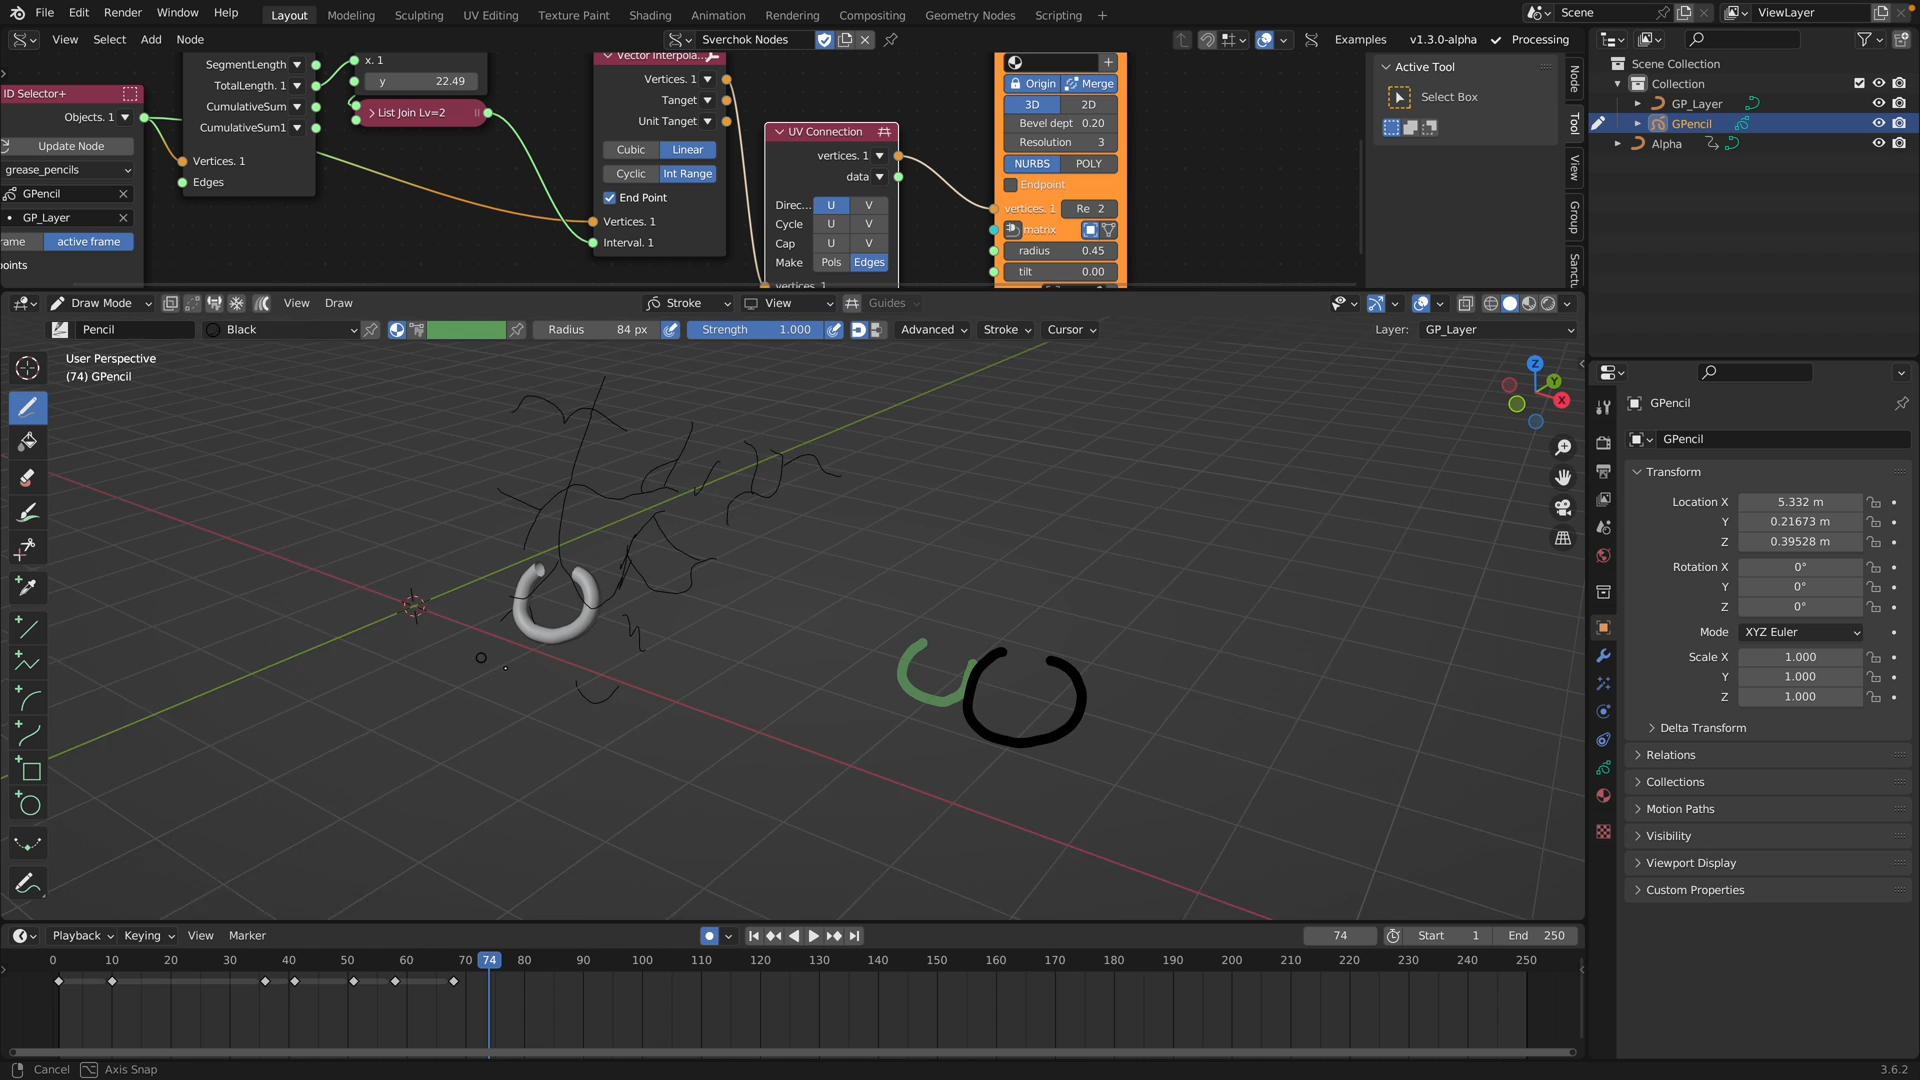 File Edit Render Window Help Layout Modeling Sculpting UV Editing Texture Paint Shading Animation Rendering Compositing Geometry Nodes Scripting + Scene ViewLayer
View Select Add Node Sverchok Nodes Examples v1.3.0-alpha Processing
ID Selector+
Objects. 1
Update Node
grease_pencils
GPencil
GP_Layer
active frame
SegmentLength
TotalLength. 1
CumulativeSum
CumulativeSum1
Vertices. 1
Edges
x. 1
y 22.49
List Join Lv=2
Vertices. 1
Tanget
Unit Tanget
Cubic Linear
Cyclic Int Range
End Point
Vertices. 1
Interval. 1
UV Connection
vertices. 1
data
Direc... U V
Cycle U V
Cap U V
Make Pols Edges
Origin Merge
3D 2D
Bevel dept 0.20
Resolution 3
NURBS POLY
Endpoint
vertices. 1 Re 2
matrix
radius 0.45
tilt 0.00
Active Tool
Select Box
Node
Tool
View
Group
Sanctu
Scene Collection
Collection
GP_Layer
GPencil
Alpha
Draw Mode View Draw Stroke View Guides
Pencil Black Radius 84 px Strength 1.000 Advanced Stroke Cursor Layer: GP_Layer
User Perspective
(74) GPencil
Z
Y
X
GPencil
GPencil
Transform
Location X 5.332 m
Y 0.21673 m
Z 0.39528 m
Rotation X 0°
Y 0°
Z 0°
Mode XYZ Euler
Scale X 1.000
Y 1.000
Z 1.000
Delta Transform
Relations
Collections
Motion Paths
Visibility
Viewport Display
Custom Properties
Playback Keying View Marker 74 Start 1 End 250
0 10 20 30 40 50 60 70 74 80 90 100 110 120 130 140 150 160 170 180 190 200 210 220 230 240 250
Cancel Axis Snap 3.6.2